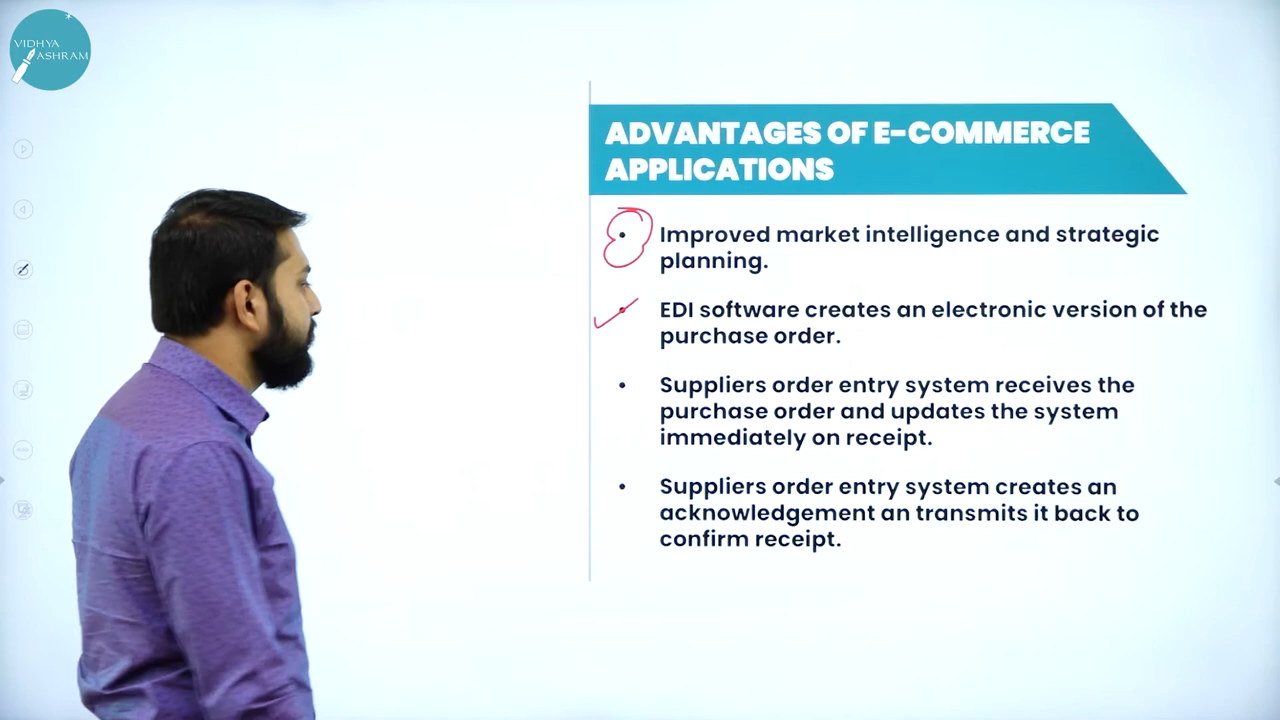 VIDHYA
ASHRAM
ADVANTAGES OF E-COMMERCE
APPLICATIONS
• Improved market intelligence and strategic
planning.
• EDI software creates an electronic version of the
purchase order.
• Suppliers order entry system receives the
purchase order and updates the system
immediately on receipt.
• Suppliers order entry system creates an
acknowledgement an transmits it back to
confirm receipt.